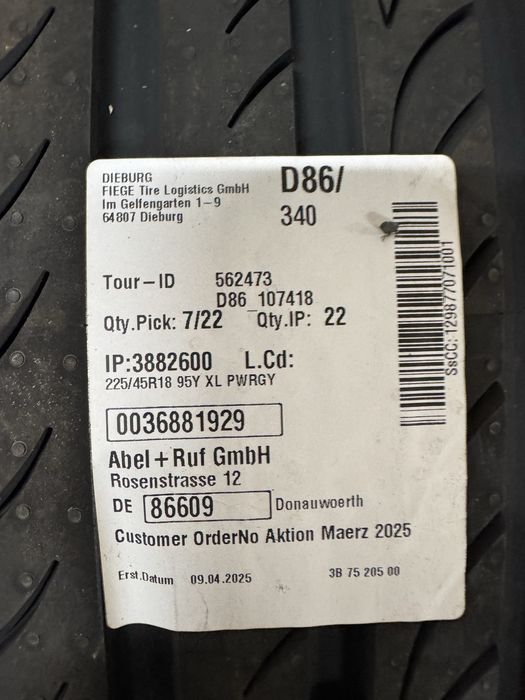 DIEBURG
FIEGE Tire Logistics GmbH
Im Gelfengarten 1-9
64807 Dieburg
D86/
340
Tour-ID 562473
D86 107418
Qty.Pick: 7/22 Qty.IP: 22
IP:3882600 L.Cd:
225/45R18 95Y XL PWRGY
0036881929
Abel+Ruf GmbH
Rosenstrasse 12
DE 86609 Donauwoerth
Customer OrderNo Aktion Maerz 2025
Erst.Datum 09.04.2025 3B 75 205 00
SsCC: 129877071001